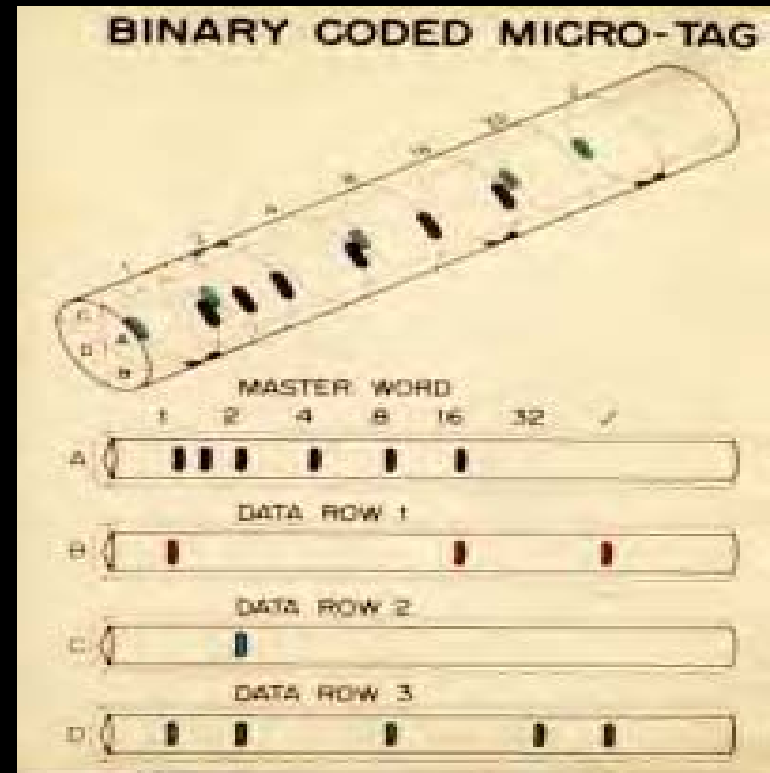 BINARY CODED MICRO-TAG
1
C
A
D
B
MASTER WORD
1 2 4 8 16 32 ✓
A
DATA ROW 1
B
DATA ROW 2
C
DATA ROW 3
D